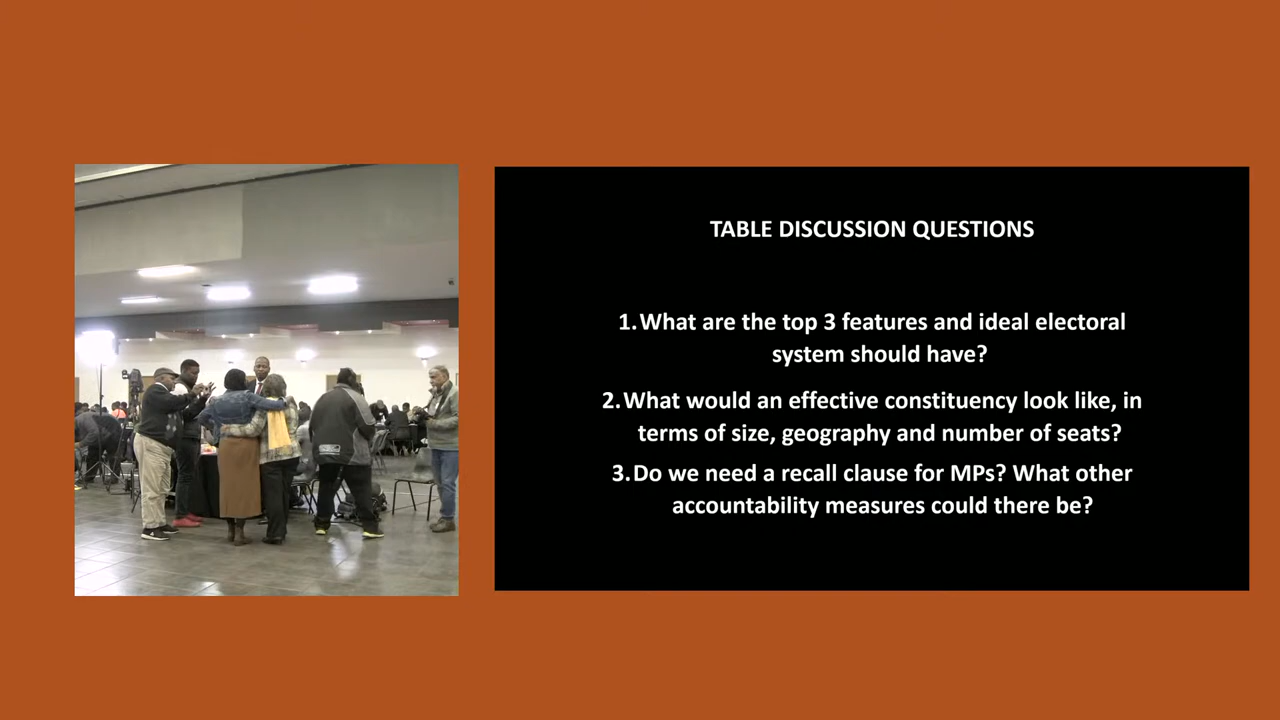 TABLE DISCUSSION QUESTIONS
1.What are the top 3 features and ideal electoral
system should have?
2.What would an effective constituency look like, in
terms of size, geography and number of seats?
3.Do we need a recall clause for MPs? What other
accountability measures could there be?